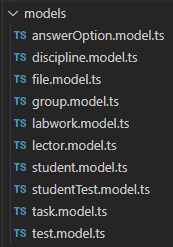 models
TS answerOption.model.ts
TS discipline.model.ts
TS file.model.ts
TS group.model.ts
TS labwork.model.ts
TS lector.model.ts
TS student.model.ts
TS studentTest.model.ts
TS task.model.ts
TS test.model.ts